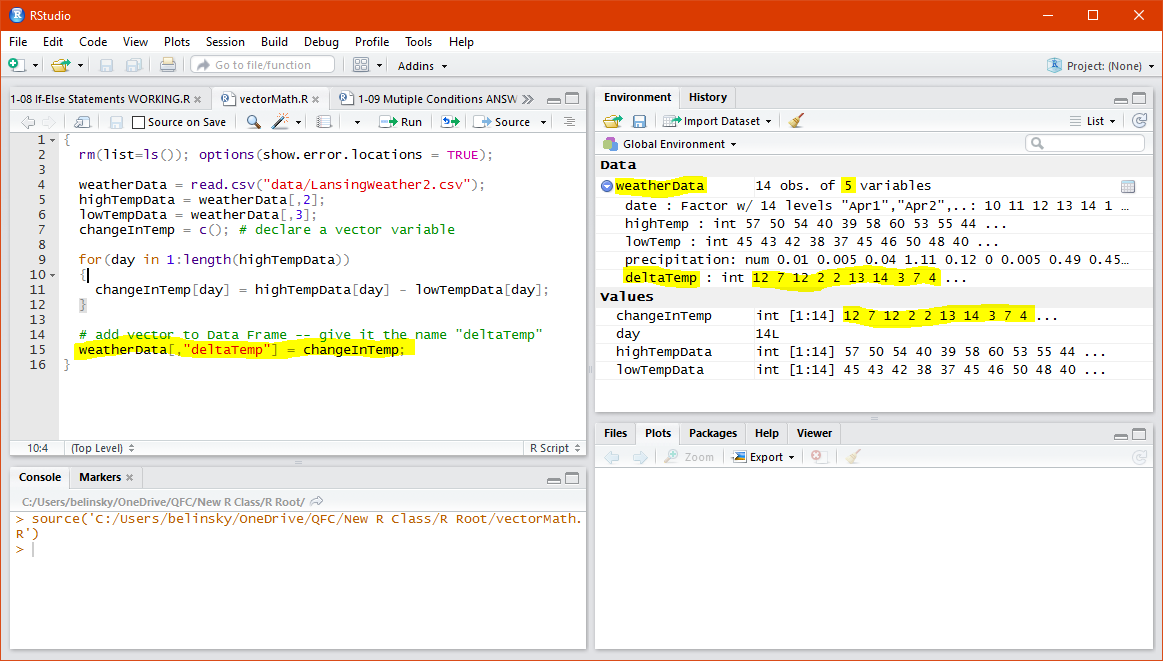 RStudio
File Edit Code View Plots Session Build Debug Profile Tools Help
Go to file/function Addins Project: (None)
1-08 If-Else Statements WORKING.R vectorMath.R 1-09 Mutiple Conditions ANSW
Source on Save Run Source
1 {
2 rm(list=ls()); options(show.error.locations = TRUE);
3
4 weatherData = read.csv("data/LansingWeather2.csv");
5 highTempData = weatherData[,2];
6 lowTempData = weatherData[,3];
7 changeInTemp = c(); # declare a vector variable
8
9 for(day in 1:length(highTempData))
10 {
11 changeInTemp[day] = highTempData[day] - lowTempData[day];
12 }
13
14 # add vector to Data Frame -- give it the name "deltaTemp"
15 weatherData[,"deltaTemp"] = changeInTemp;
16 }
10:4 (Top Level) R Script
Console Markers
C:/Users/belinsky/OneDrive/QFC/New R Class/R Root/
> source('C:/Users/belinsky/OneDrive/QFC/New R Class/R Root/vectorMath.
R')
>
Environment History
Import Dataset List
Global Environment
Data
weatherData 14 obs. of 5 variables
date : Factor w/ 14 levels "Apr1","Apr2",..: 10 11 12 13 14 1 …
highTemp : int 57 50 54 40 39 58 60 53 55 44 ...
lowTemp : int 45 43 42 38 37 45 46 50 48 40 ...
precipitation: num 0.01 0.005 0.04 1.11 0.12 0 0.005 0.49 0.45…
deltaTemp : int 12 7 12 2 2 13 14 3 7 4 ...
Values
changeInTemp int [1:14] 12 7 12 2 2 13 14 3 7 4 ...
day 14L
highTempData int [1:14] 57 50 54 40 39 58 60 53 55 44 ...
lowTempData int [1:14] 45 43 42 38 37 45 46 50 48 40 ...
Files Plots Packages Help Viewer
Zoom Export